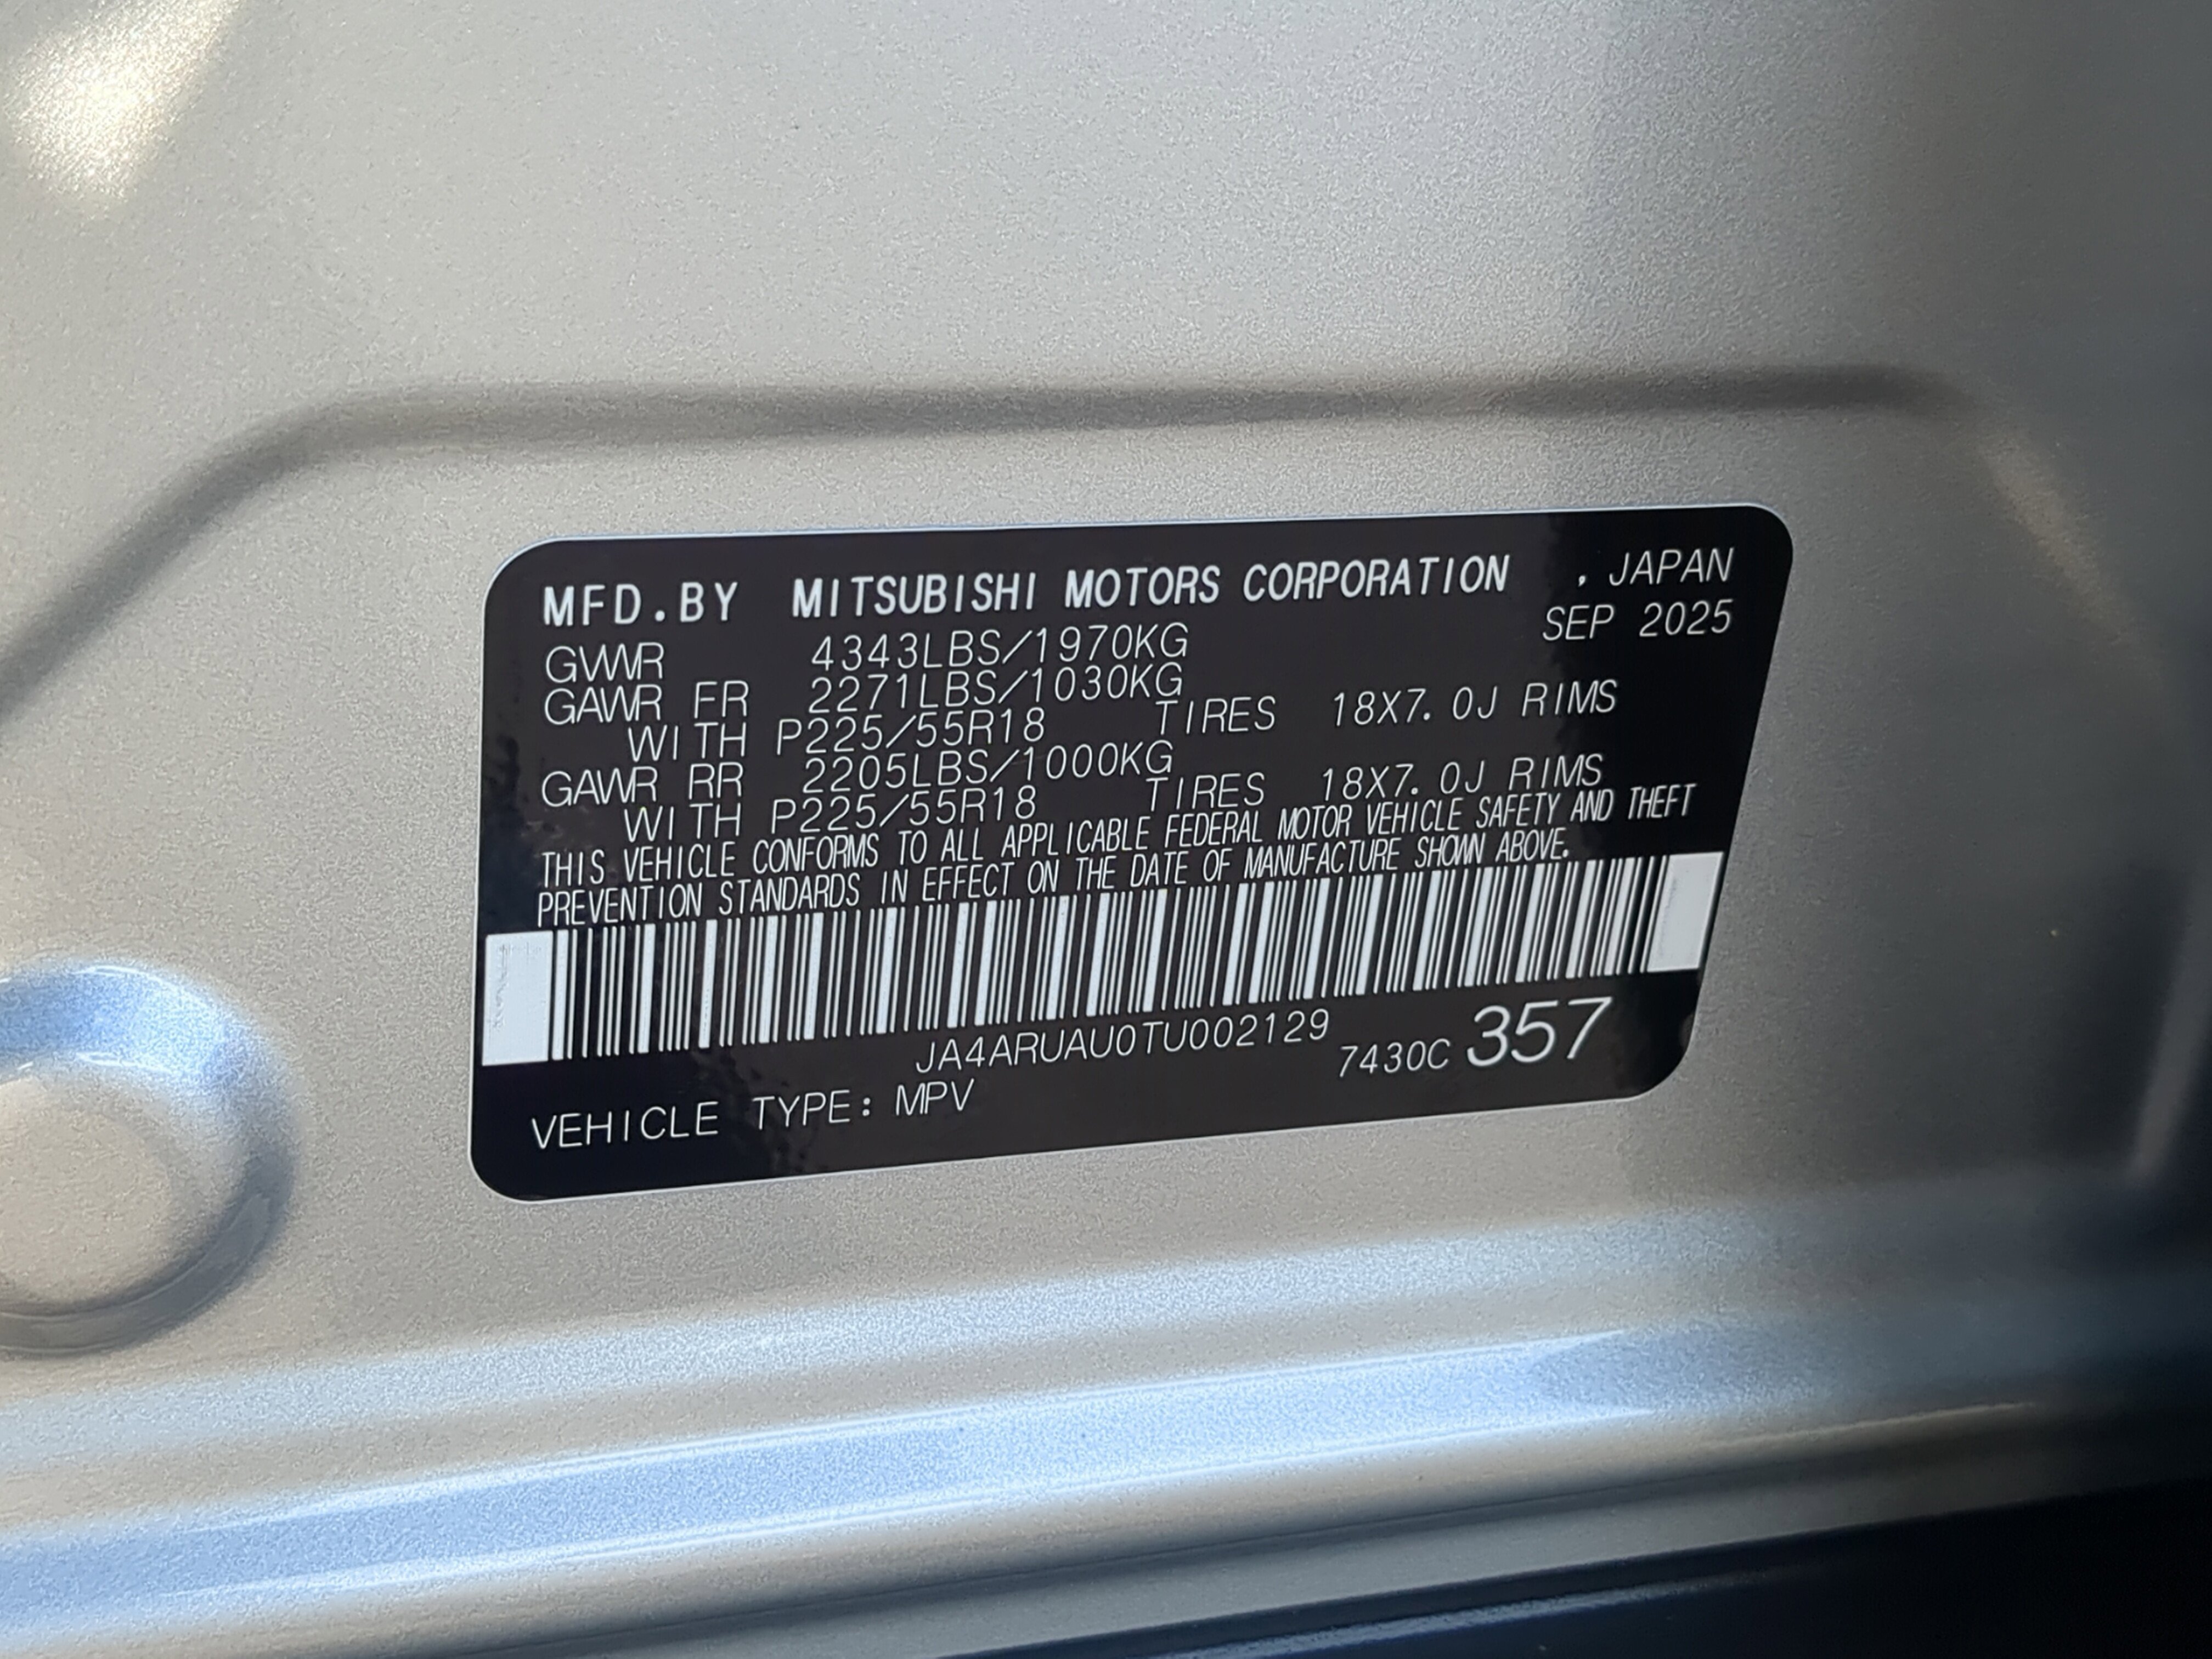 MFD.BY MITSUBISHI MOTORS CORPORATION , JAPAN
SEP 2025
GVWR 4343LBS/1970KG
GAWR FR 2271LBS/1030KG
WITH P225/55R18 TIRES 18X7.0J RIMS
GAWR RR 2205LBS/1000KG
WITH P225/55R18 TIRES 18X7.0J RIMS
THIS VEHICLE CONFORMS TO ALL APPLICABLE FEDERAL MOTOR VEHICLE SAFETY AND THEFT
PREVENTION STANDARDS IN EFFECT ON THE DATE OF MANUFACTURE SHOWN ABOVE.
JA4ARUAU0TU002129
7430C 357
VEHICLE TYPE: MPV